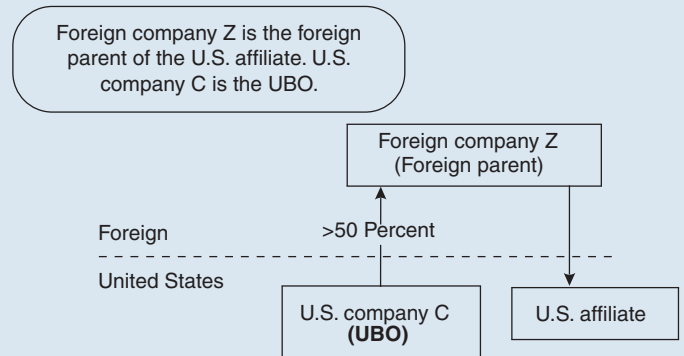 Foreign company Z is the foreign
parent of the U.S. affiliate. U.S.
company C is the UBO.
Foreign company Z
(Foreign parent)
Foreign
>50 Percent
United States
U.S. company C
(UBO)
U.S. affiliate